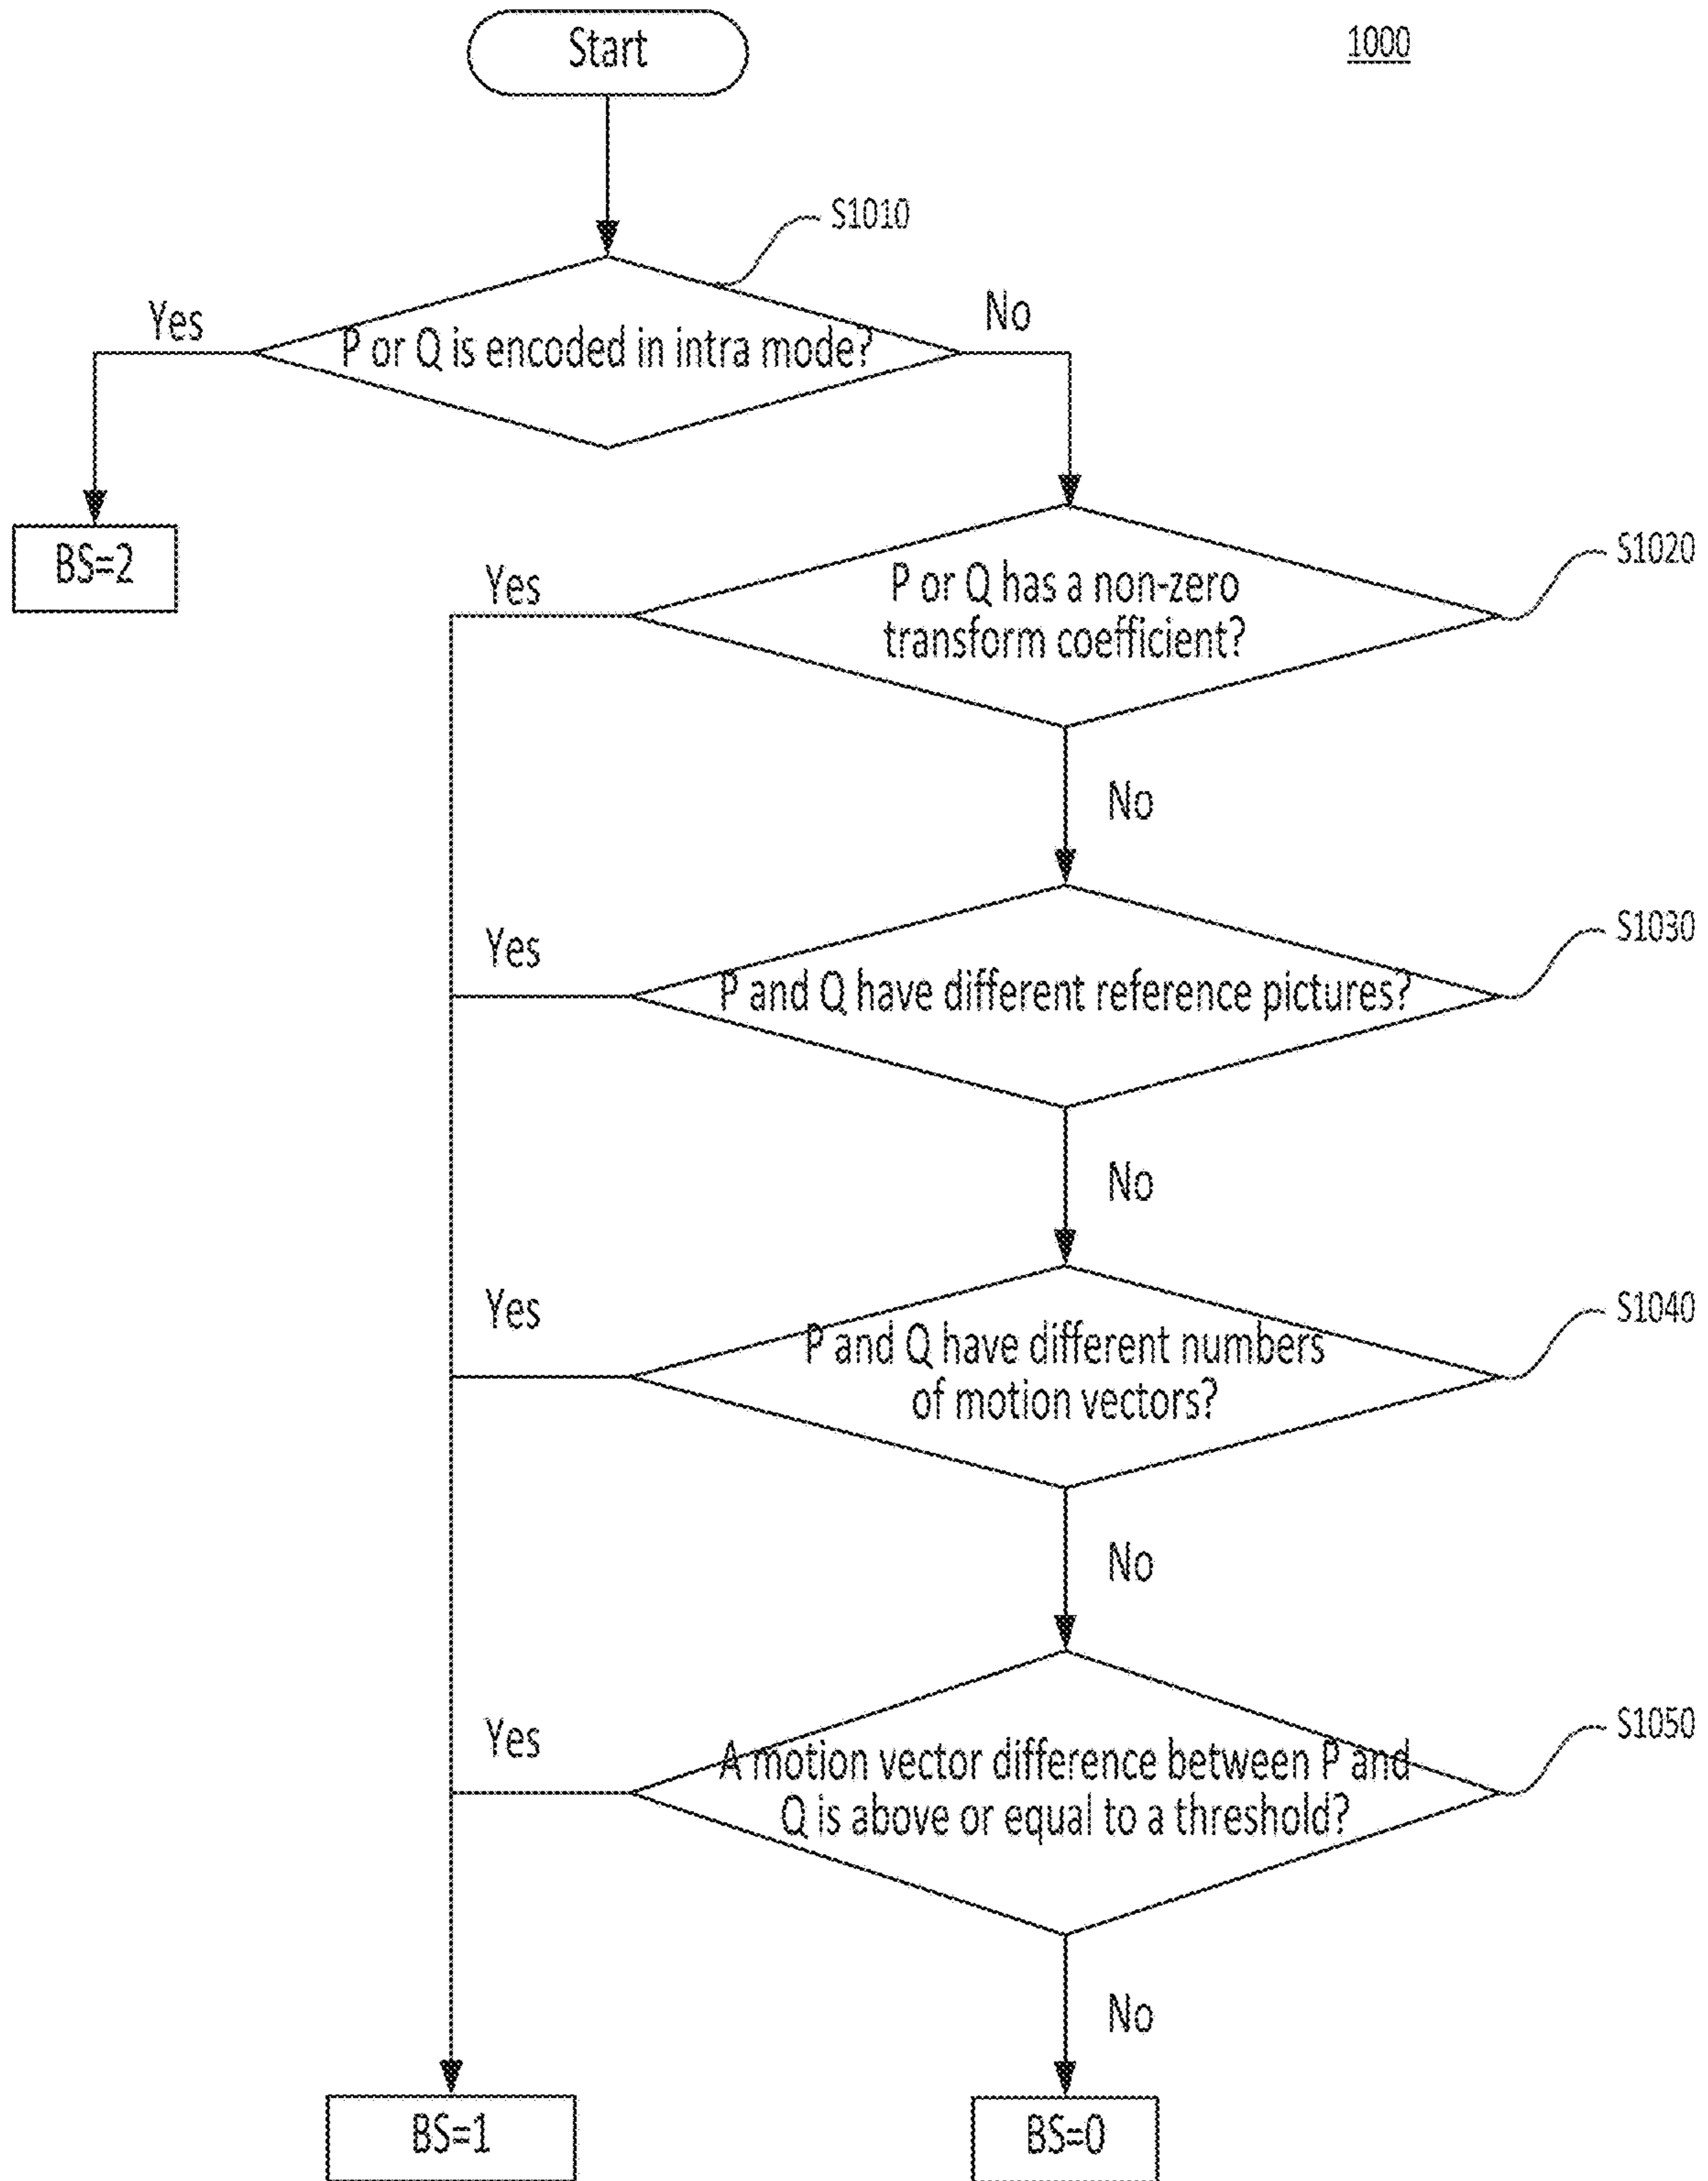 Start
1000
S1010
Yes
No
P or Q is encoded in intra mode?
BS=2
S1020
Yes
P or Q has a non-zero
transform coefficient?
No
S1030
Yes
P and Q have different reference pictures?
No
S1040
Yes
P and Q have different numbers
of motion vectors?
No
S1050
Yes
A motion vector difference between P and
Q is above or equal to a threshold?
No
BS=1
BS=0